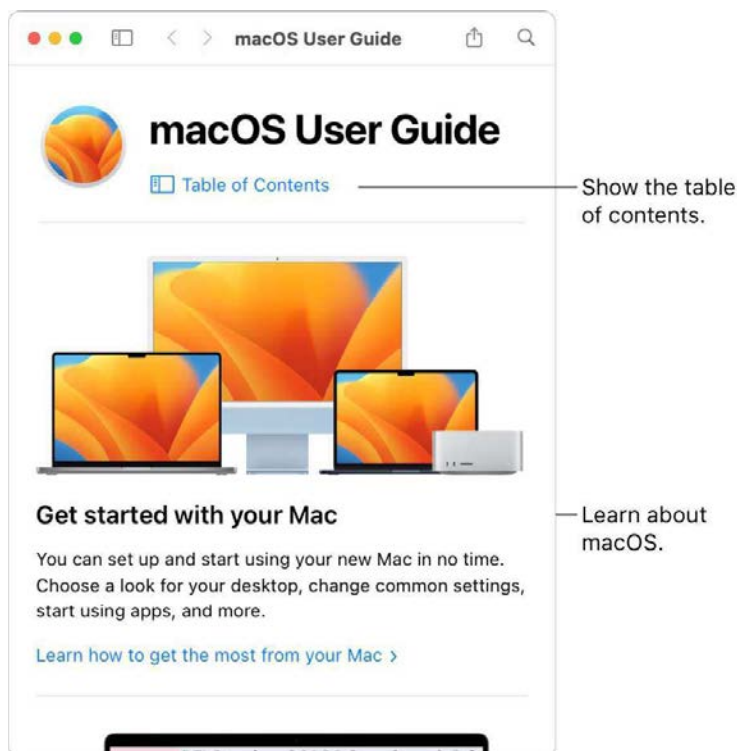 macOS User Guide
macOS User Guide
Table of Contents
Show the table
of contents.
Get started with your Mac
Learn about
macOS.
You can set up and start using your new Mac in no time.
Choose a look for your desktop, change common settings,
start using apps, and more.
Learn how to get the most from your Mac >